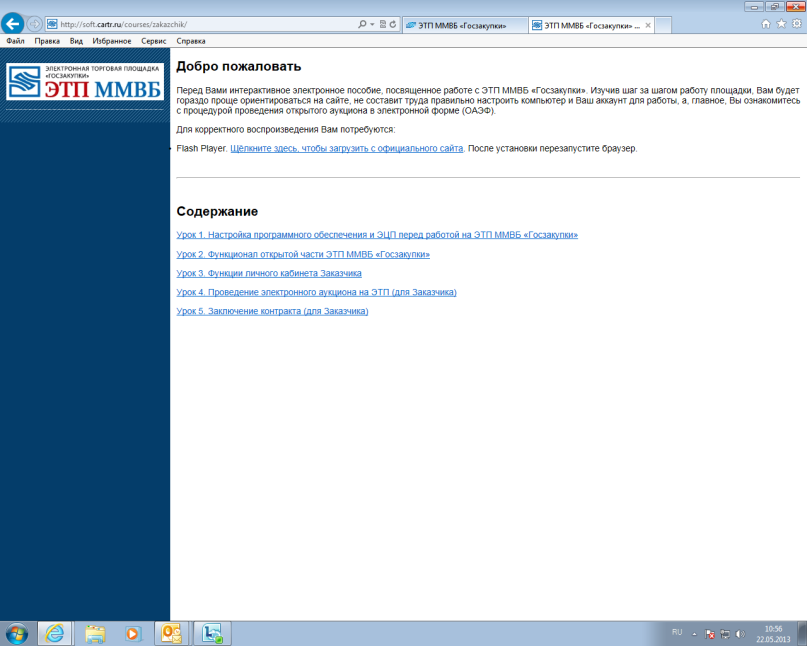 http://soft.cartr.ru/courses/zakazchik/
ЭТП ММВБ «Госзакупки»
ЭТП ММВБ «Госзакупки» ...
Файл Правка Вид Избранное Сервис Справка
ЭЛЕКТРОННАЯ ТОРГОВАЯ ПЛОЩАДКА
«ГОСЗАКУПКИ»
ЭТП ММВБ
Добро пожаловать
Перед Вами интерактивное электронное пособие, посвященное работе с ЭТП ММВБ «Госзакупки». Изучив шаг за шагом работу площадки, Вам будет
гораздо проще ориентироваться на сайте, не составит труда правильно настроить компьютер и Ваш аккаунт для работы, а, главное, Вы ознакомитесь
с процедурой проведения открытого аукциона в электронной форме (ОАЭФ).
Для корректного воспроизведения Вам потребуются:
Flash Player. Щёлкните здесь, чтобы загрузить с официального сайта. После установки перезапустите браузер.
Содержание
Урок 1. Настройка программного обеспечения и ЭЦП перед работой на ЭТП ММВБ «Госзакупки»
Урок 2. Функционал открытой части ЭТП ММВБ «Госзакупки»
Урок 3. Функции личного кабинета Заказчика
Урок 4. Проведение электронного аукциона на ЭТП (для Заказчика)
Урок 5. Заключение контракта (для Заказчика)
RU
10:56
22.05.2013